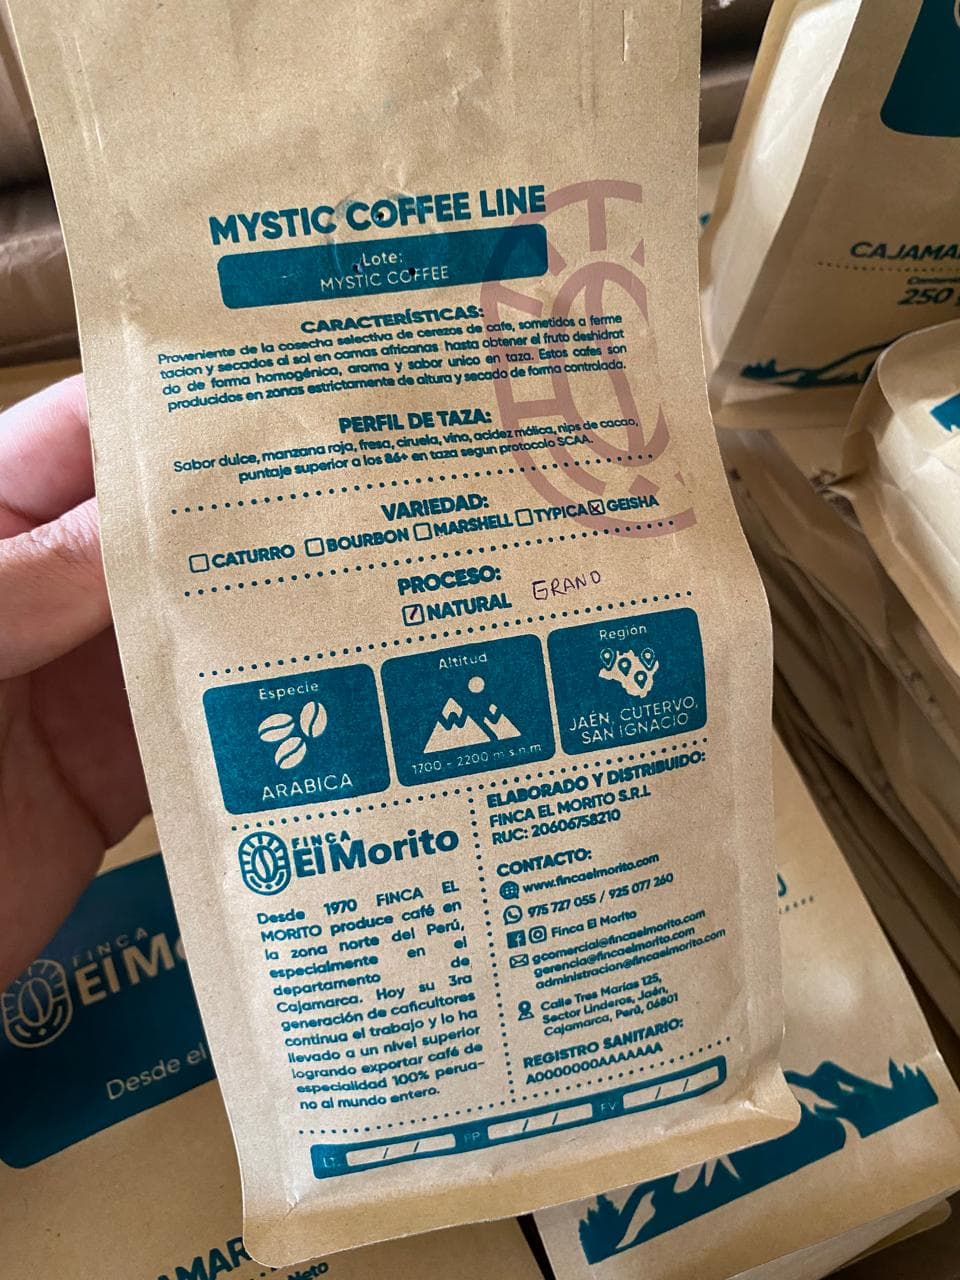 MYSTIC COFFEE LINE
Lote:
MYSTIC COFFEE
CARACTERÍSTICAS:
Proveniente de la cosecha selectiva de cerezos de cafe, sometidos a ferme
tacion y secados al sol en camas africanas hasta obtener el fruto deshidrat
do de forma homogénica, aroma y sabor unico en taza. Estos cafes son
producidos en zonas estrictamente de altura y secado de forma controlada.
PERFIL DE TAZA:
Sabor dulce, manzana roja, fresa, ciruela, vino, acidez málica, nips de cacao,
puntaje superior a los 86+ en taza segun protocolo SCAA.
VARIEDAD:
CATURRO BOURBON MARSHELL TYPICA GEISHA
PROCESO:
NATURAL GRANO
Especie
ARABICA
Altitud
1700 - 2200 m s.n.m
Región
JAÉN, CUTERVO,
SAN IGNACIO
FINCA
El Morito
Desde 1970 FINCA EL
MORITO produce café en
la zona norte del Perú,
especialmente en el
departamento de
Cajamarca. Hoy su 3ra
generación de caficultores
continua el trabajo y lo ha
llevado a un nivel superior
logrando exportar café de
especialidad 100% perua-
no al mundo entero.
ELABORADO Y DISTRIBUIDO:
FINCA EL MORITO S.R.L
RUC: 20606758210
CONTACTO:
www.fincaelmorito.com
975 727 055 / 925 077 260
Finca El Morito
gcomercial@fincaelmorito.com
gerencia@fincaelmorito.com
administracion@fincaelmorito.com
Calle Tres Marías 125,
Sector Linderos, Jaén,
Cajamarca, Perú, 06801
REGISTRO SANITARIO:
A0000000AAAAAAA
LT. / / FP / / FV / /
CAJAMAR
250
FINCA
El M
Desde el
AMAR
Neto